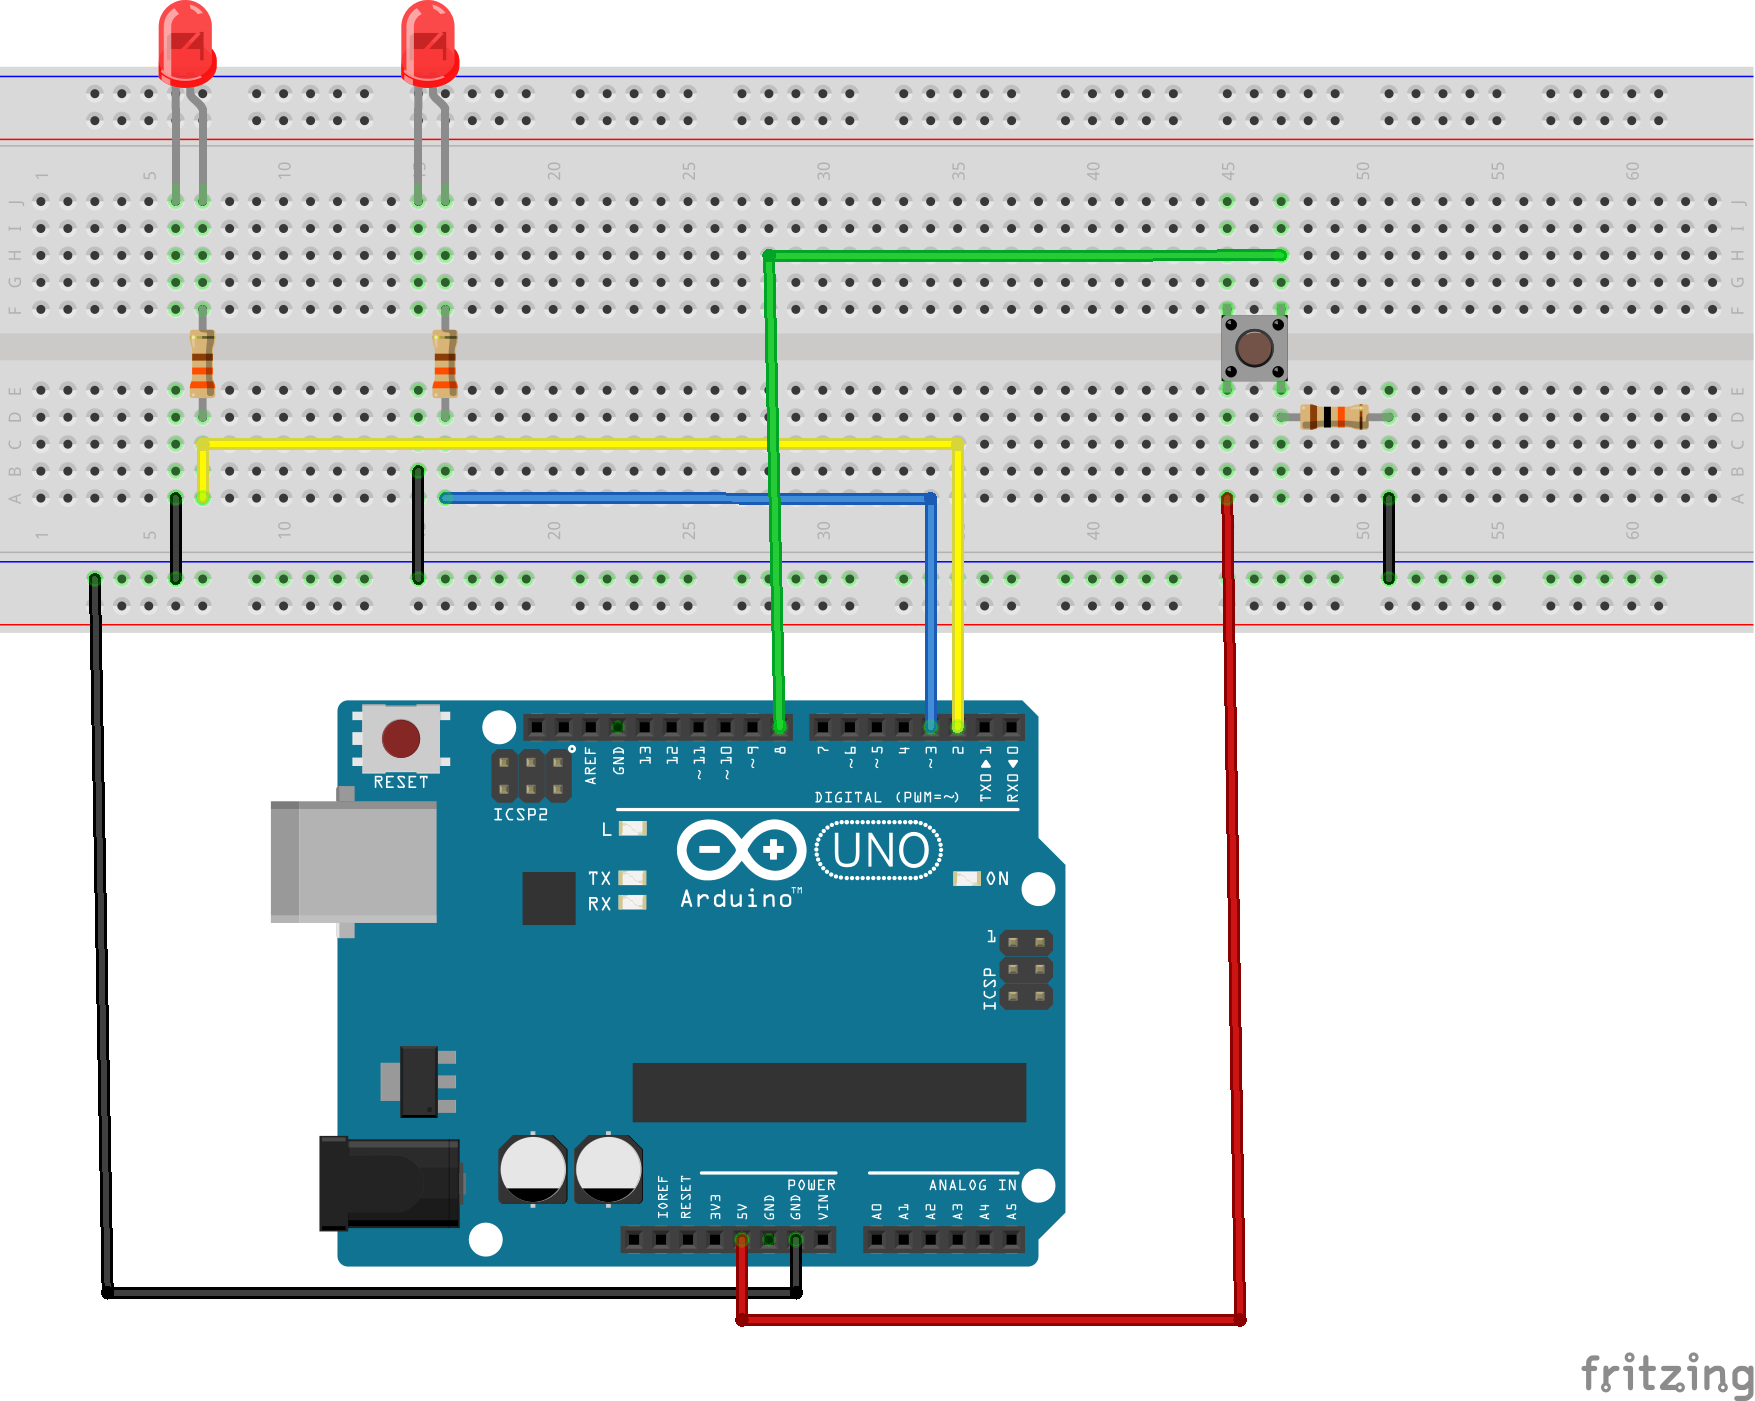 1 5 10 15 20 25 30 35 40 45 50 55 60
J J
I I
H H
G G
F F
E E
D D
C C
B B
A A
1 5 10 20 25 30 40 45 50 55 60
RESET
AREF GND 13 12 ~11 ~10 ~9 8 7 ~6 ~5 4 ~3 2 TX0▶1 RX0◀0
DIGITAL (PWM=~)
ICSP2
L
TX
RX
UNO
ON
Arduino™
1
ICSP
POWER
ANALOG IN
IOREF RESET 3V3 5V GND GND VIN A0 A1 A2 A3 A4 A5
fritzing